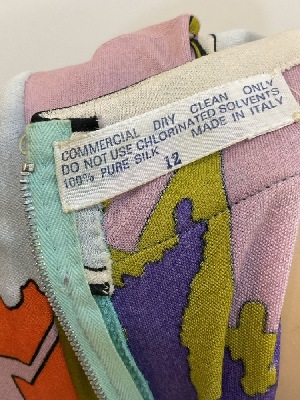 COMMERCIAL DRY CLEAN ONLY
DO NOT USE CHLORINATED SOLVENTS
100% PURE SILK MADE IN ITALY
12